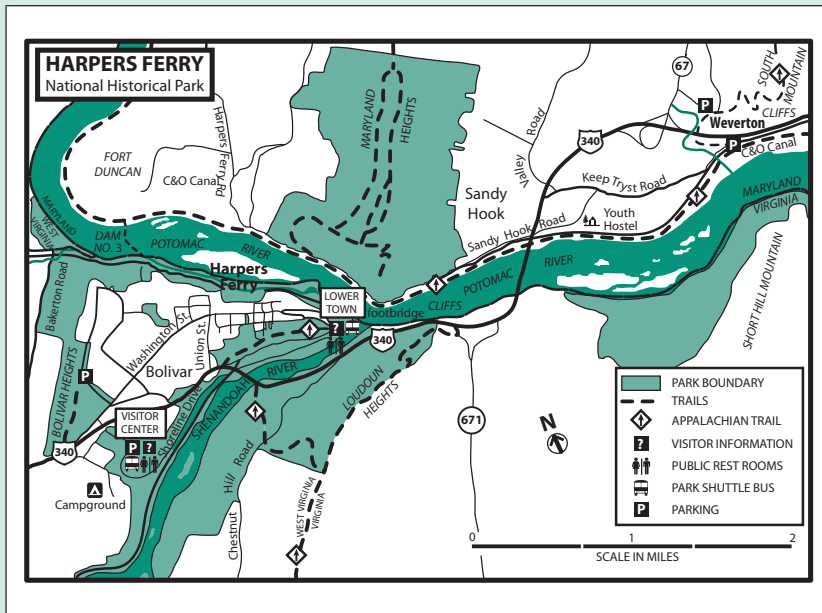 HARPERS FERRY
National Historical Park
67
SOUTH
MOUNTAIN
CLIFFS
P
Weverton
P
C&O Canal
340
Valley Road
Keep Tryst Road
MARYLAND
HEIGHTS
Harpers Ferry Rd
FORT
DUNCAN
C&O Canal
Sandy
Hook
Youth
Hostel
Sandy Hook Road
MARYLAND
VIRGINIA
MARYLAND
WEST
VIRGINIA
DAM
NO. 3
POTOMAC
RIVER
POTOMAC
RIVER
Harpers
Ferry
LOWER
TOWN
footbridge
CLIFFS
?
340
SHORT HILL MOUNTAIN
Bakerton Road
Washington St.
Union St.
Bolivar
P
BOLIVAR HEIGHTS
340
VISITOR
CENTER
P ?
Shoreline Drive
SHENANDOAH
RIVER
LOUDOUN
HEIGHTS
671
N
Campground
Chestnut
Hill Road
WEST VIRGINIA
VIRGINIA
PARK BOUNDARY
TRAILS
APPALACHIAN TRAIL
? VISITOR INFORMATION
PUBLIC REST ROOMS
PARK SHUTTLE BUS
P PARKING
0 1 2
SCALE IN MILES